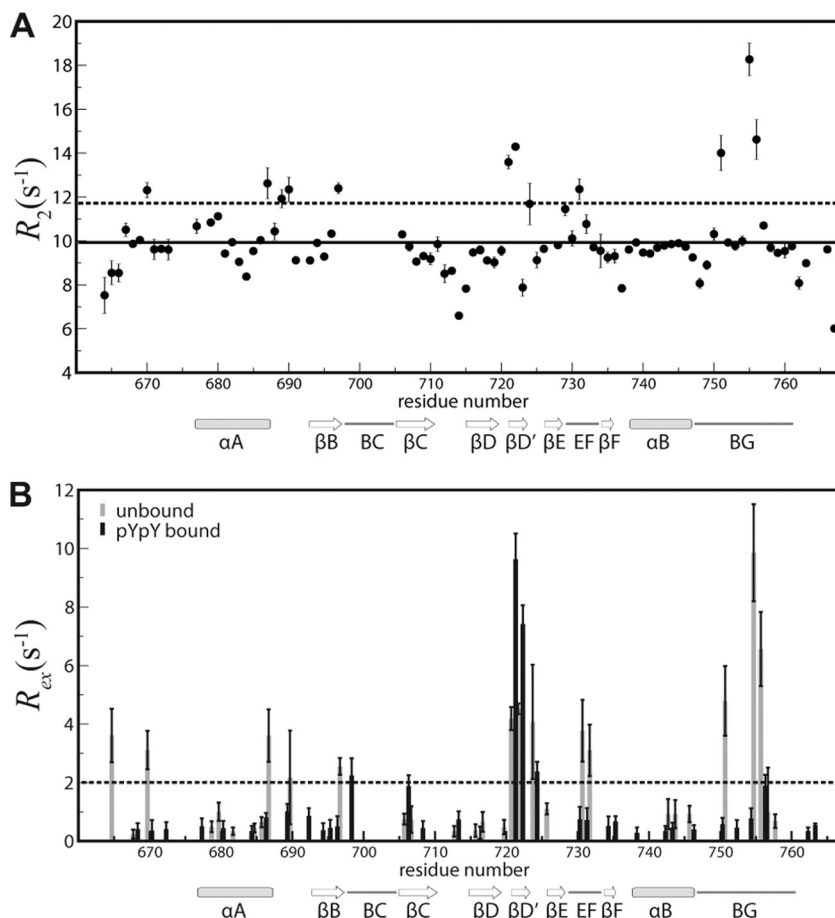 A
20
18
16
14
12
10
8
6
4
R2(s-1)
670 680 690 700 710 720 730 740 750 760
residue number
αA βB BC βC βD βD' βE EF βF αB BG
B
12
10
8
6
4
2
0
Rex(s-1)
unbound
pYpY bound
670 680 690 700 710 720 730 740 750 760
residue number
αA βB BC βC βD βD' βE EF βF αB BG